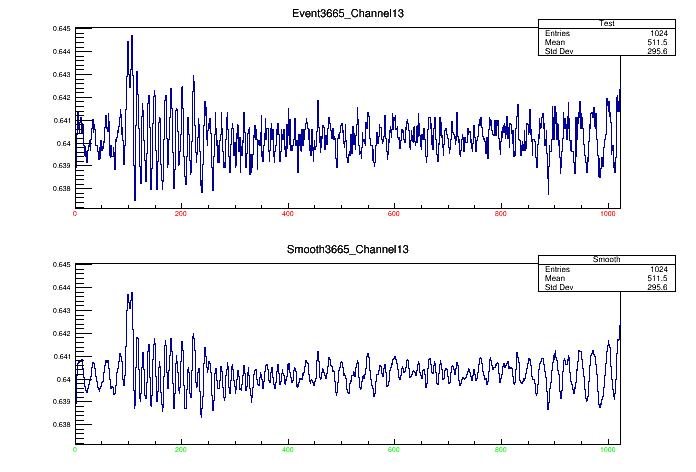 Event3665_Channel13
Test
Entries 1024
Mean 511.5
Std Dev 295.6
0.645
0.644
0.643
0.642
0.641
0.64
0.639
0.638
0 200 400 600 800 1000
Smooth3665_Channel13
Smooth
Entries 1024
Mean 511.5
Std Dev 295.6
0.645
0.644
0.643
0.642
0.641
0.64
0.639
0.638
0 200 400 600 800 1000